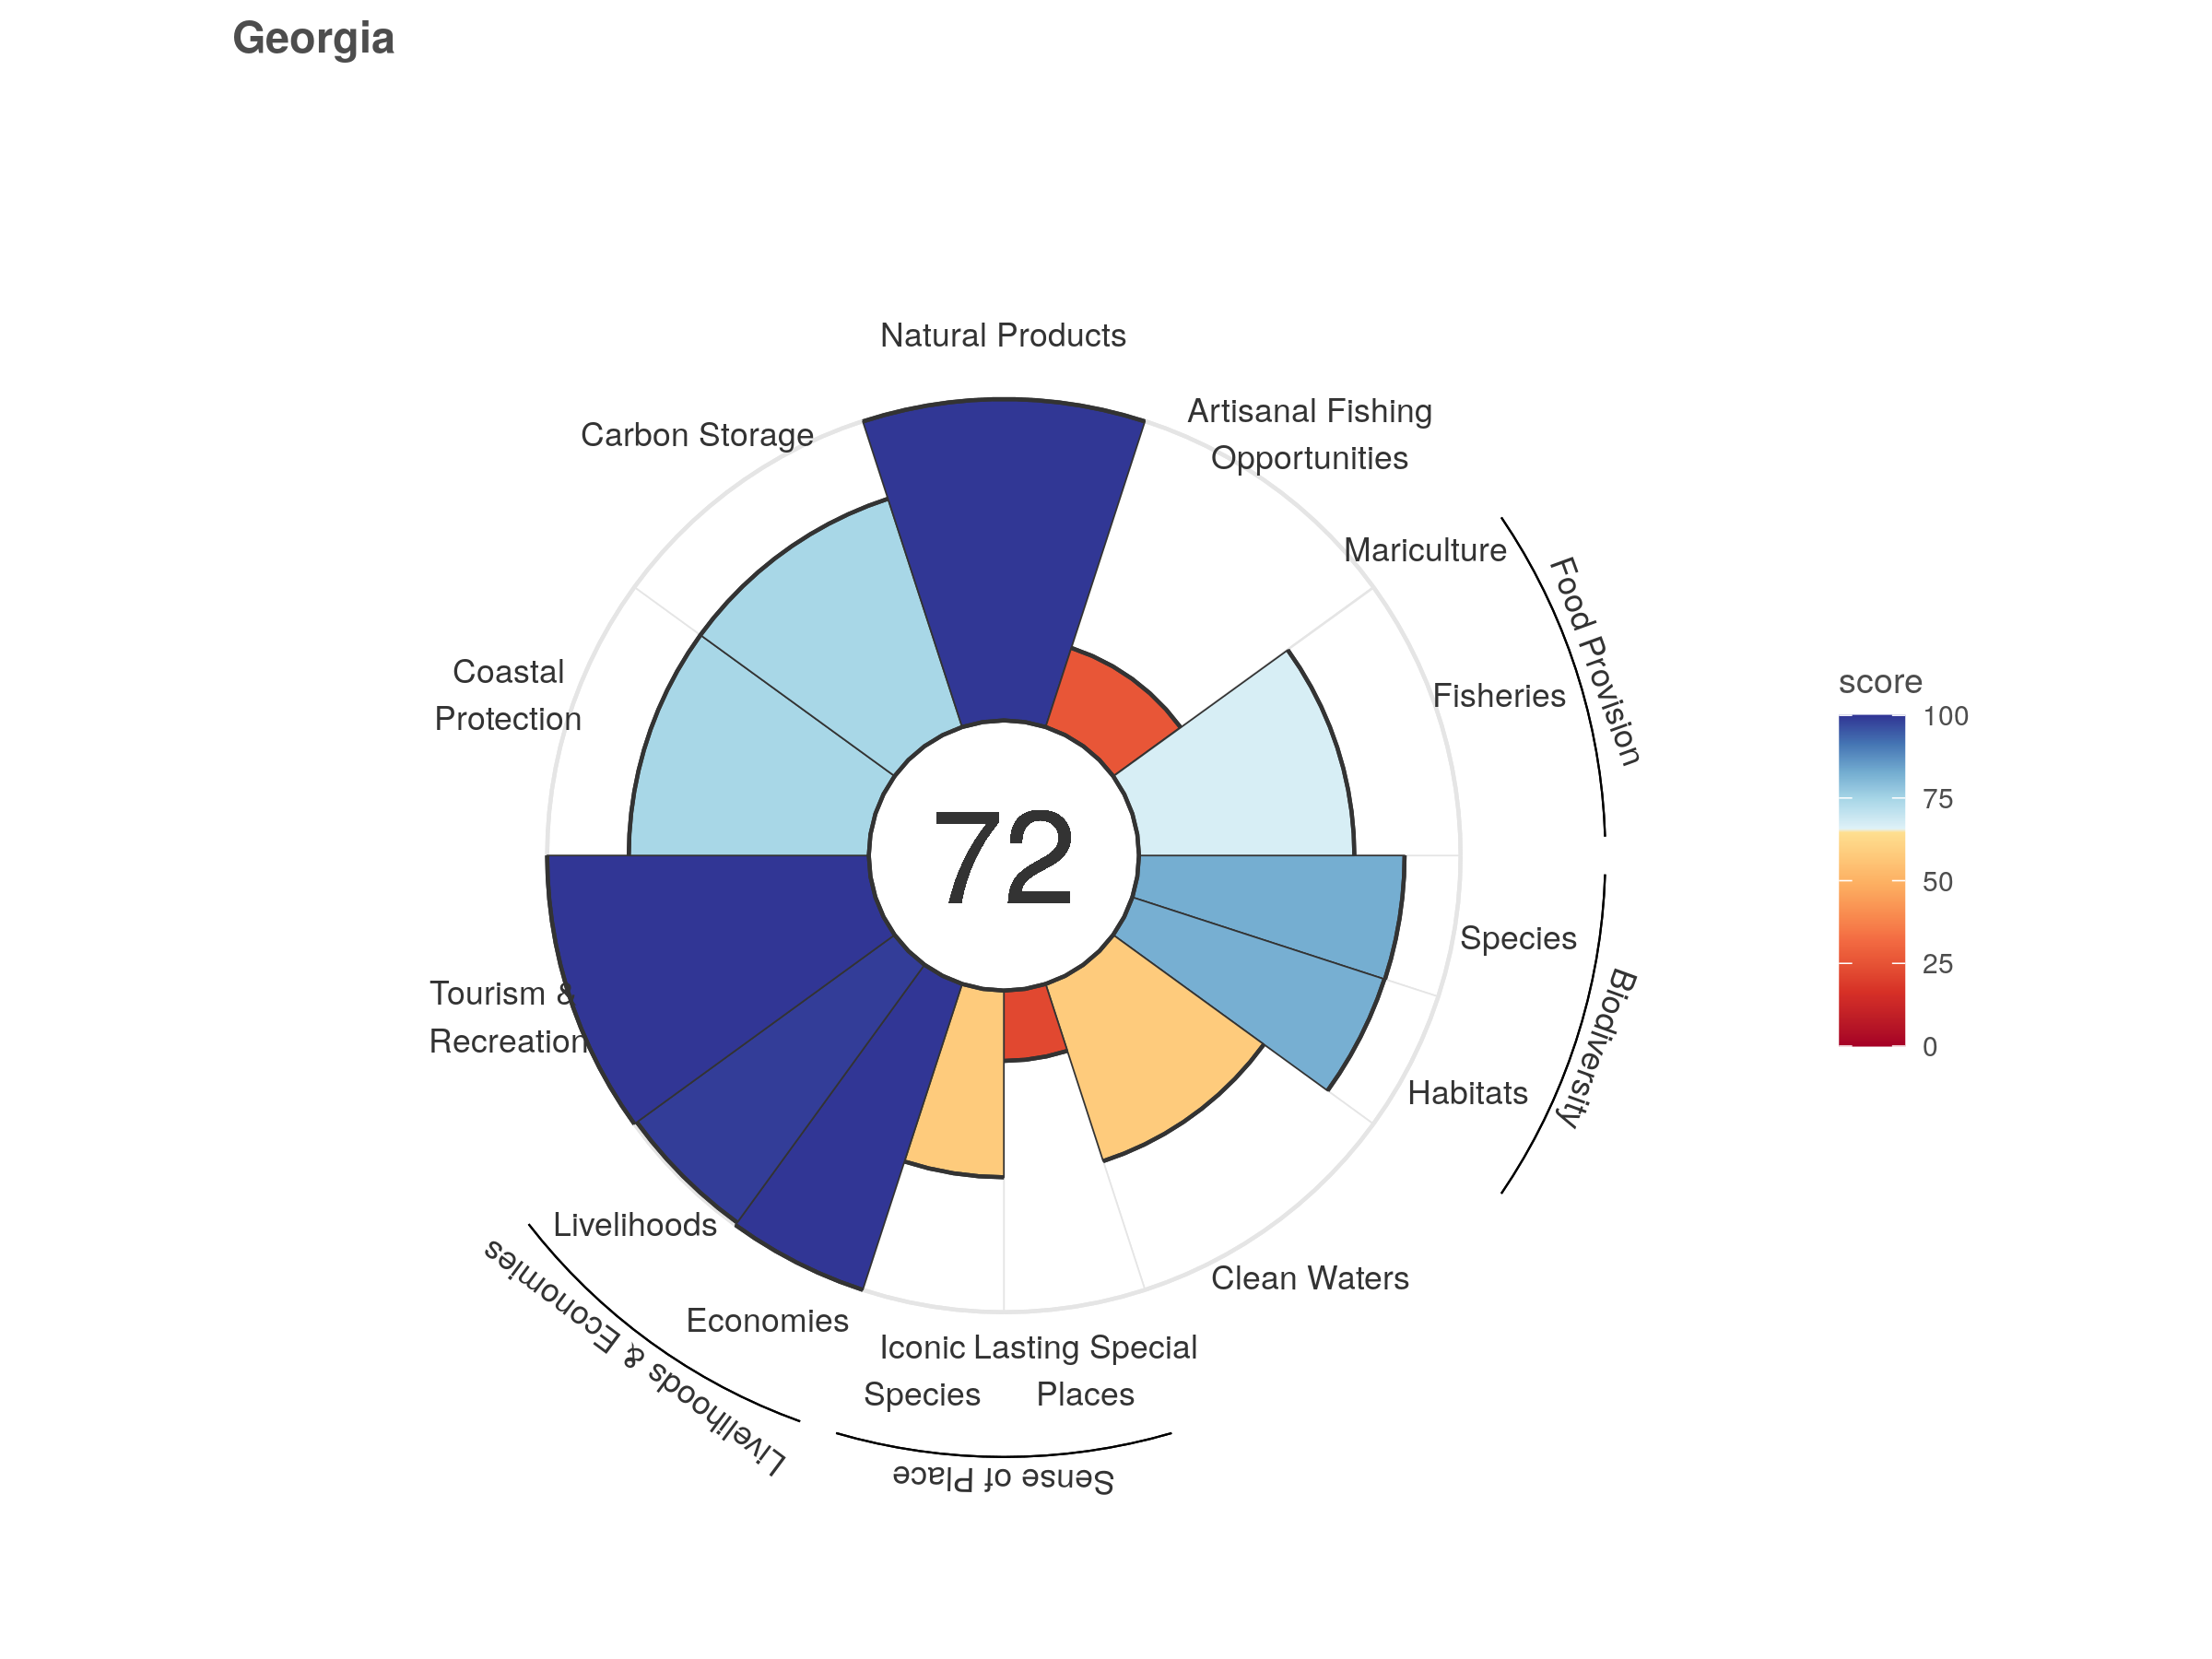 Georgia
Natural Products
Artisanal Fishing
Opportunities
Carbon Storage
Mariculture
Food Provision
Fisheries
Coastal
Protection
score
100
75
50
25
0
72
Species
Biodiversity
Habitats
Tourism &
Recreation
Livelihoods
Livelihoods & Economies
Economies
Clean Waters
Iconic
Species
Lasting Special
Places
Sense of Place